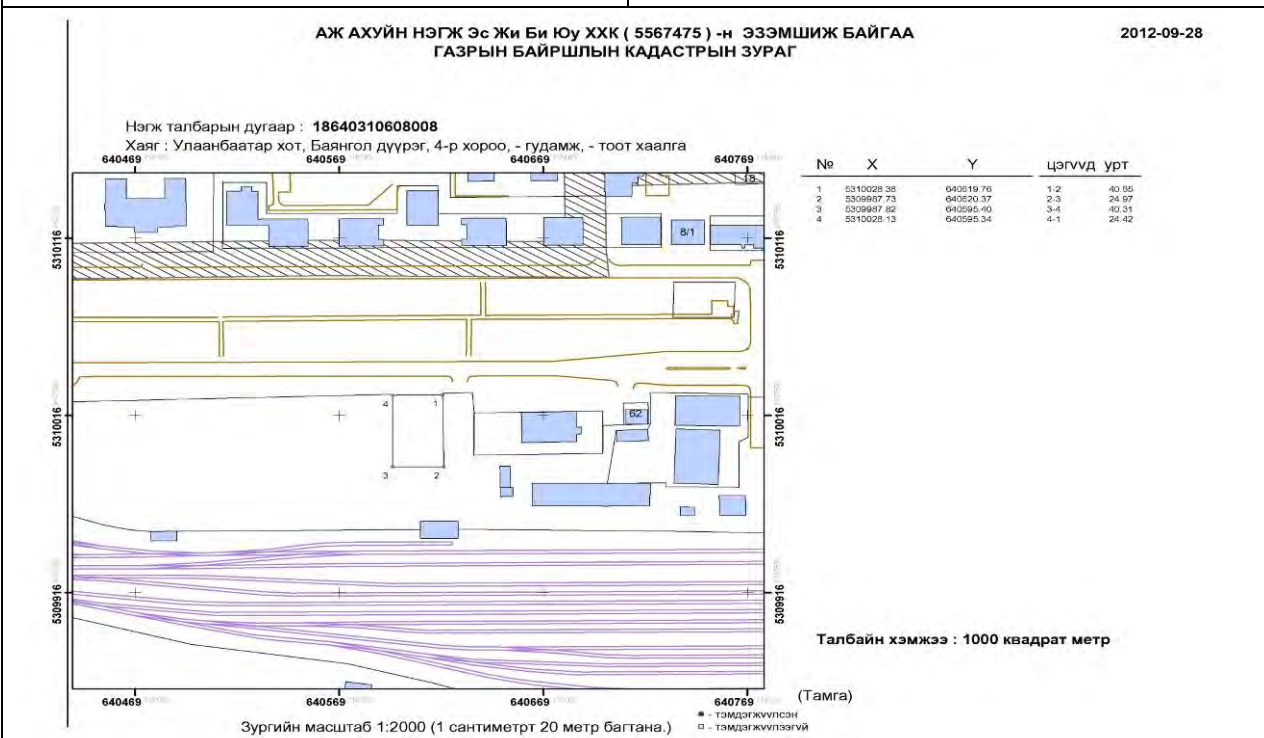 АЖ АХУЙН НЭГЖ Эс Жи Би Юу ХХК ( 5567475 ) -н ЭЗЭМШИЖ БАЙГАА
ГАЗРЫН БАЙРШЛЫН КАДАСТРЫН ЗУРАГ
2012-09-28
Нэгж талбарын дугаар : 18640310608008
Хаяг : Улаанбаатар хот, Баянгол дүүрэг, 4-р хороо, - гудамж, - тоот хаалга
640469 640569 640669 640769
№ X Y цэгүүд урт
1 5310028.38 640619.76 1-2 40.65
2 5309987.73 640620.37 2-3 24.97
3 5309987.82 640595.40 3-4 40.31
4 5310028.13 640595.34 4-1 24.42
8/1
5310116 5310116
4 1
62
5310016 5310016
3 2
5309916 5309916
Талбайн хэмжээ : 1000 квадрат метр
640469 640569 640669 640769
(Тамга)
- тэмдэгжүүлсэн
- тэмдэгжүүлээгүй
Зургийн масштаб 1:2000 (1 сантиметрт 20 метр багтана.)